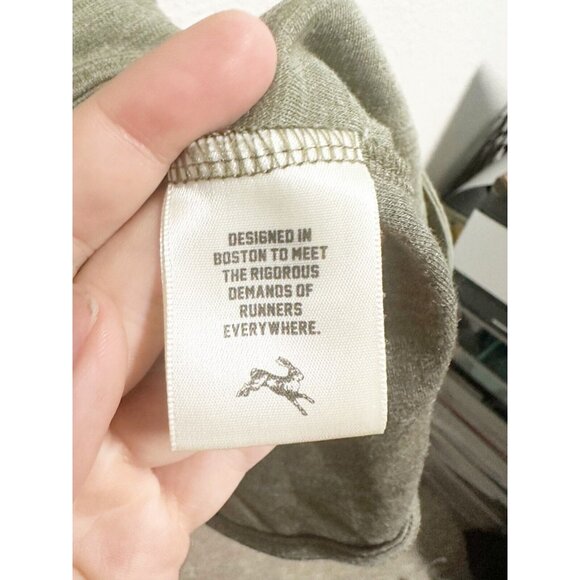 DESIGNED IN
BOSTON TO MEET
THE RIGOROUS
DEMANDS OF
RUNNERS
EVERYWHERE.